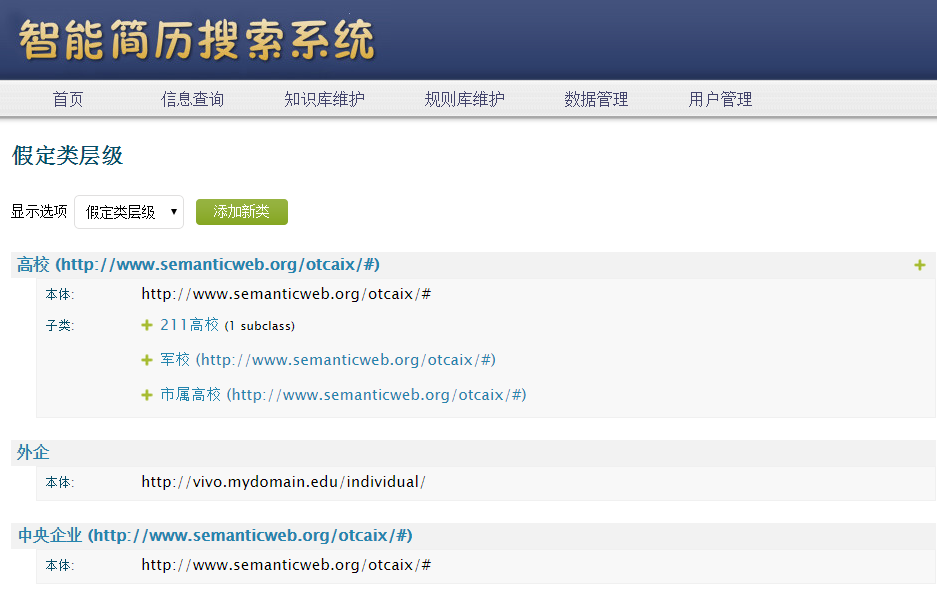 智能简历搜索系统
首页 信息查询 知识库维护 规则库维护 数据管理 用户管理
假定类层级
显示选项 假定类层级 添加新类
高校 (http://www.semanticweb.org/otcaix/#)
本体: http://www.semanticweb.org/otcaix/#
子类: 211高校 (1 subclass)
军校 (http://www.semanticweb.org/otcaix/#)
市属高校 (http://www.semanticweb.org/otcaix/#)
外企
本体: http://vivo.mydomain.edu/individual/
中央企业 (http://www.semanticweb.org/otcaix/#)
本体: http://www.semanticweb.org/otcaix/#